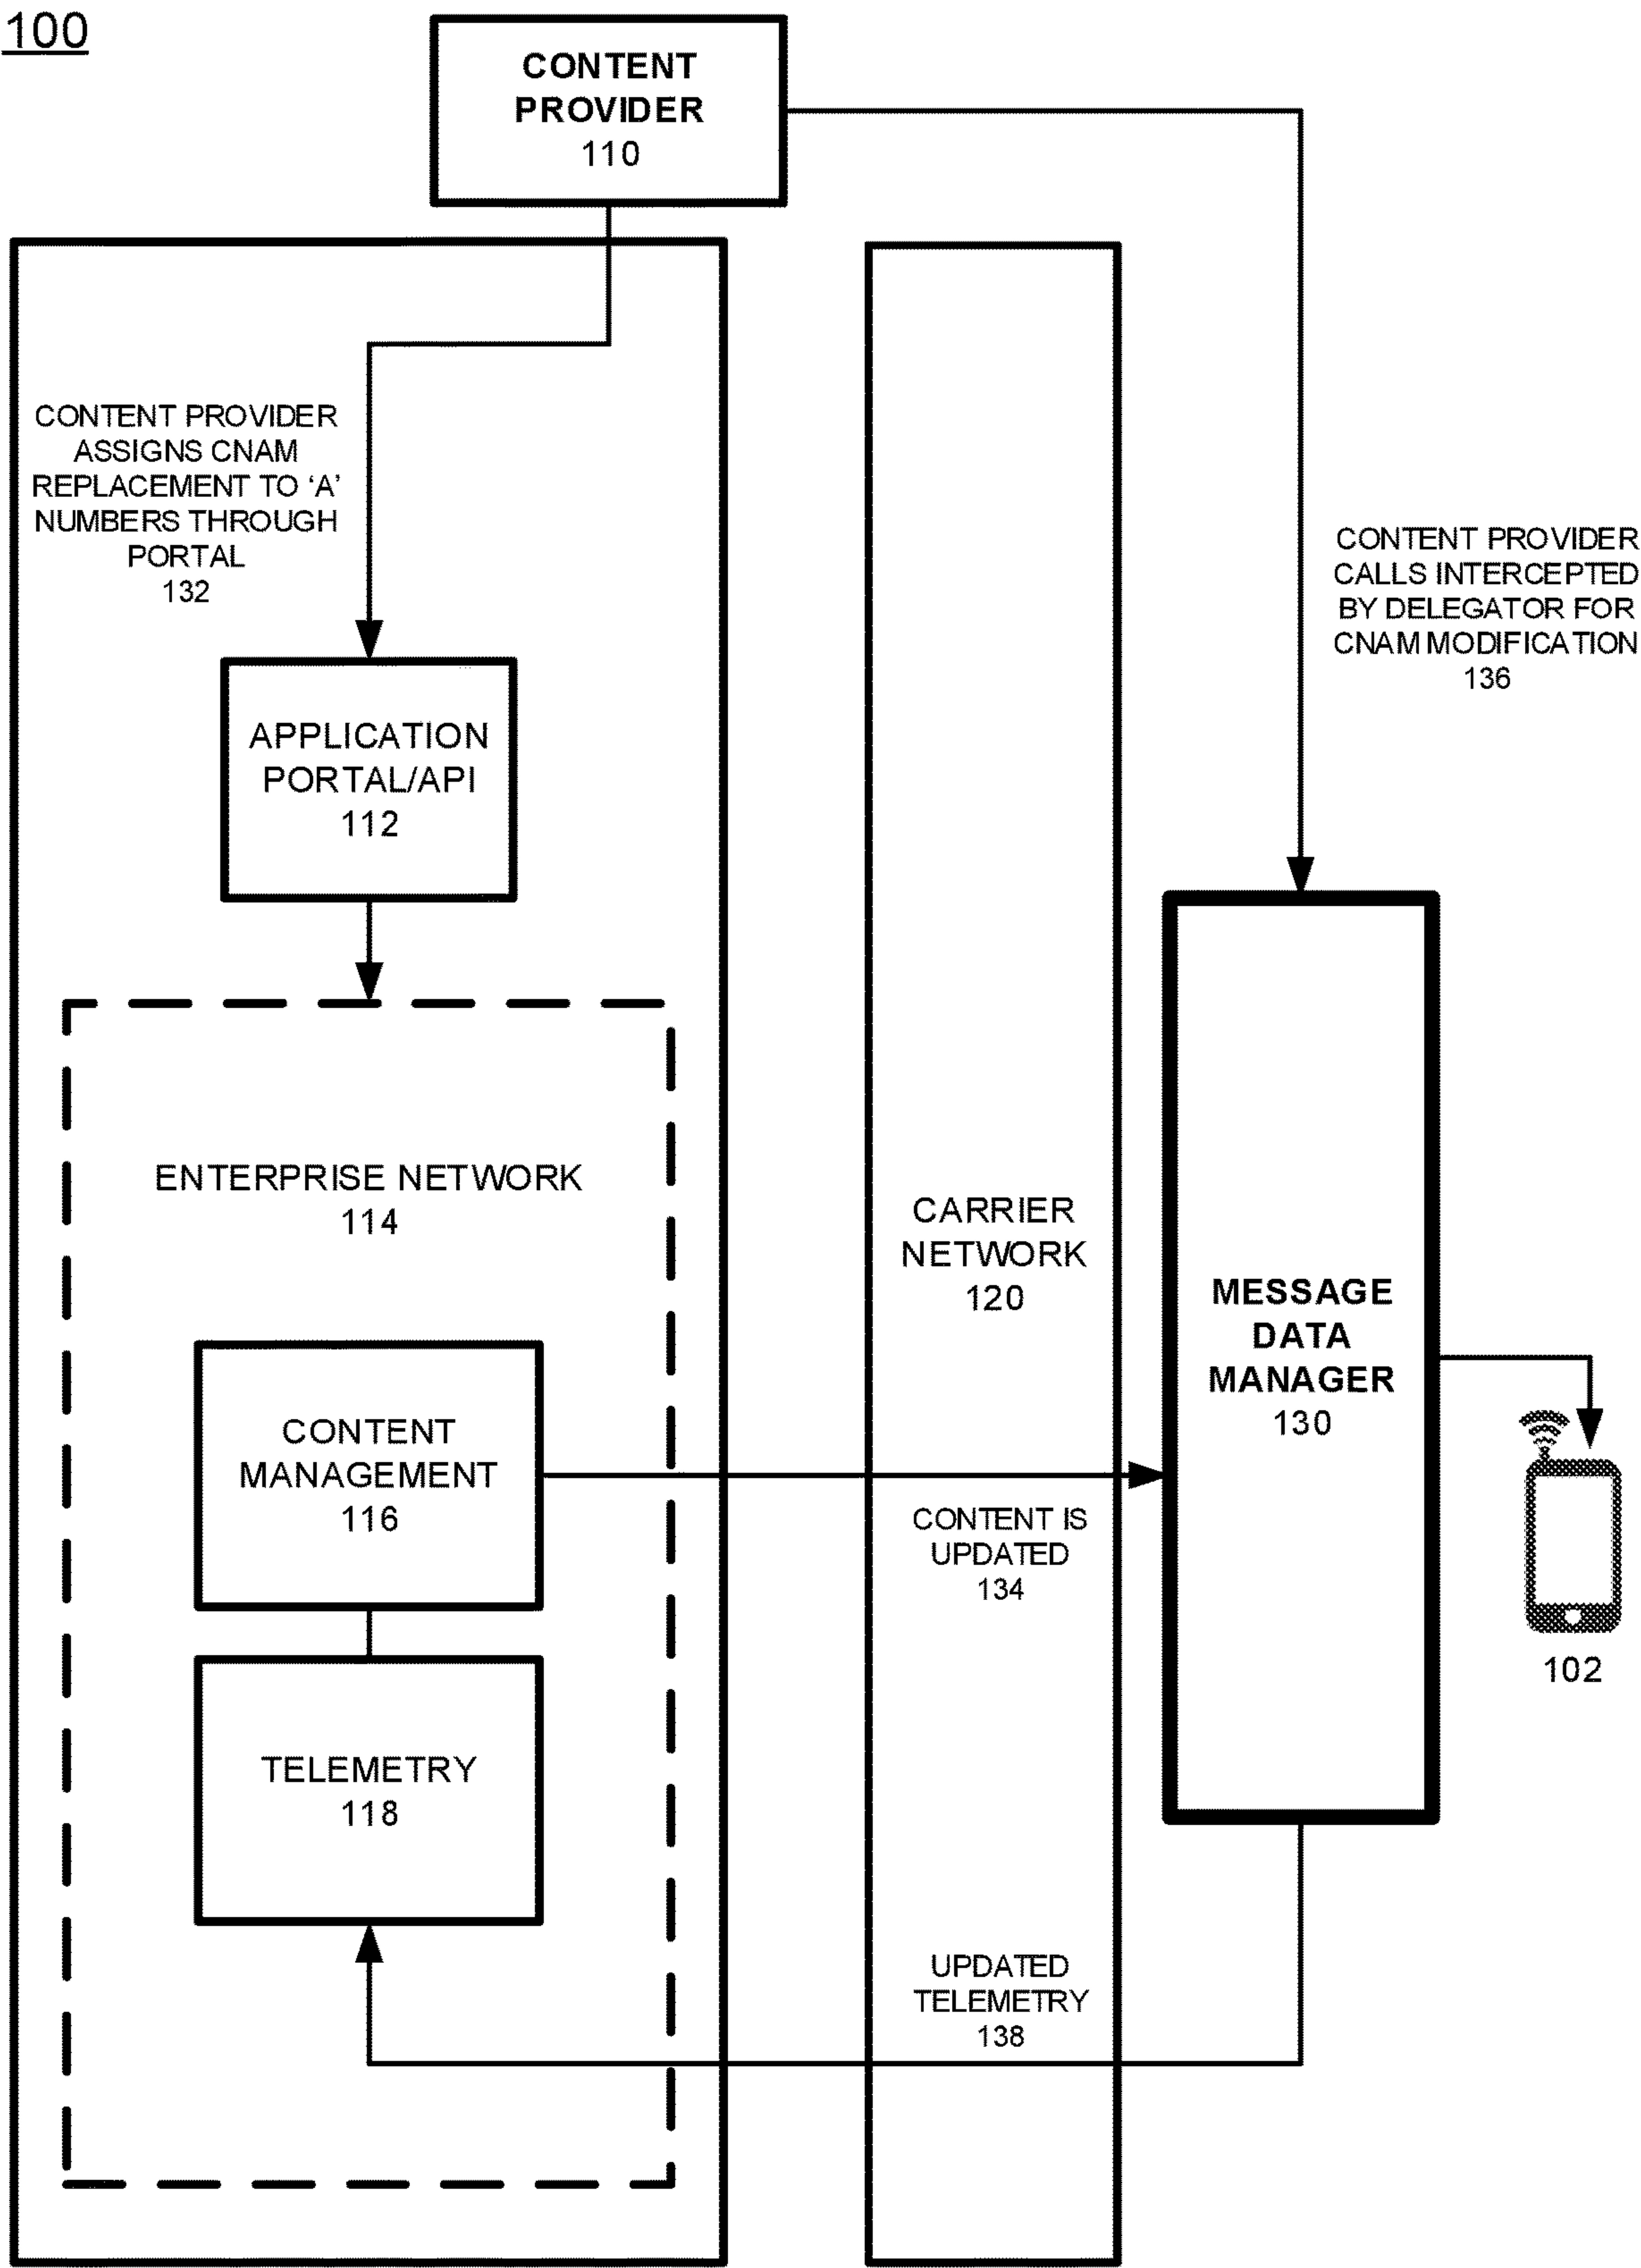 100
CONTENT
PROVIDER
110
CONTENT PROVIDER
ASSIGNS CNAM
REPLACEMENT TO ‘A’
NUMBERS THROUGH
PORTAL
132
CONTENT PROVIDER
CALLS INTERCEPTED
BY DELEGATOR FOR
CNAM MODIFICATION
136
APPLICATION
PORTAL/API
112
ENTERPRISE NETWORK
114
CARRIER
NETWORK
120
MESSAGE
DATA
MANAGER
130
CONTENT
MANAGEMENT
116
CONTENT IS
UPDATED
134
102
TELEMETRY
118
UPDATED
TELEMETRY
138